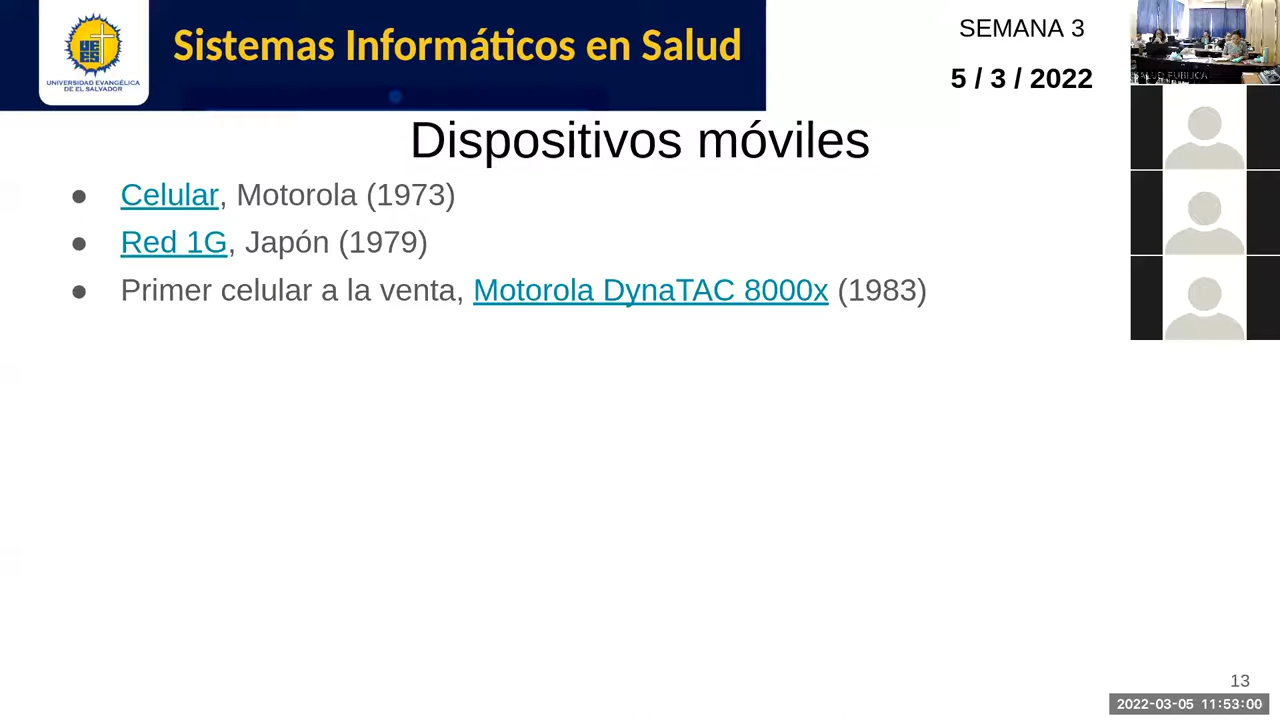 Sistemas Informáticos en Salud
UNIVERSIDAD EVANGÉLICA
DE EL SALVADOR
SEMANA 3
5 / 3 / 2022
SALUD PUBLICA
Dispositivos móviles
● Celular, Motorola (1973)
● Red 1G, Japón (1979)
● Primer celular a la venta, Motorola DynaTAC 8000x (1983)
13
2022-03-05 11:53:00